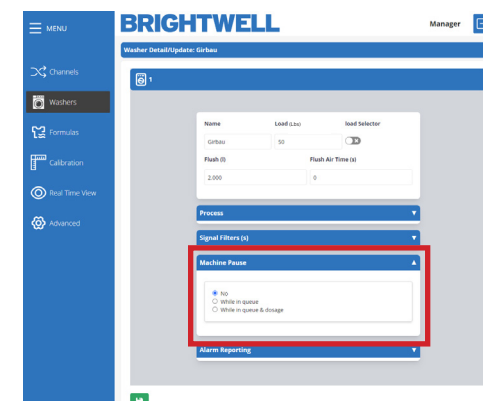 MENU
BRIGHTWELL
Manager
Washer Detail/Update: Girbau
Channels
1
Washers
Name Load (Lbs) load Selector
Formulas
Girbau 50
Flush (l) Flush Air Time (s)
Calibration
2.000 0
Real Time View
Process
Advanced
Signal Filters (s)
Machine Pause
No
While in queue
While in queue & dosage
Alarm Reporting